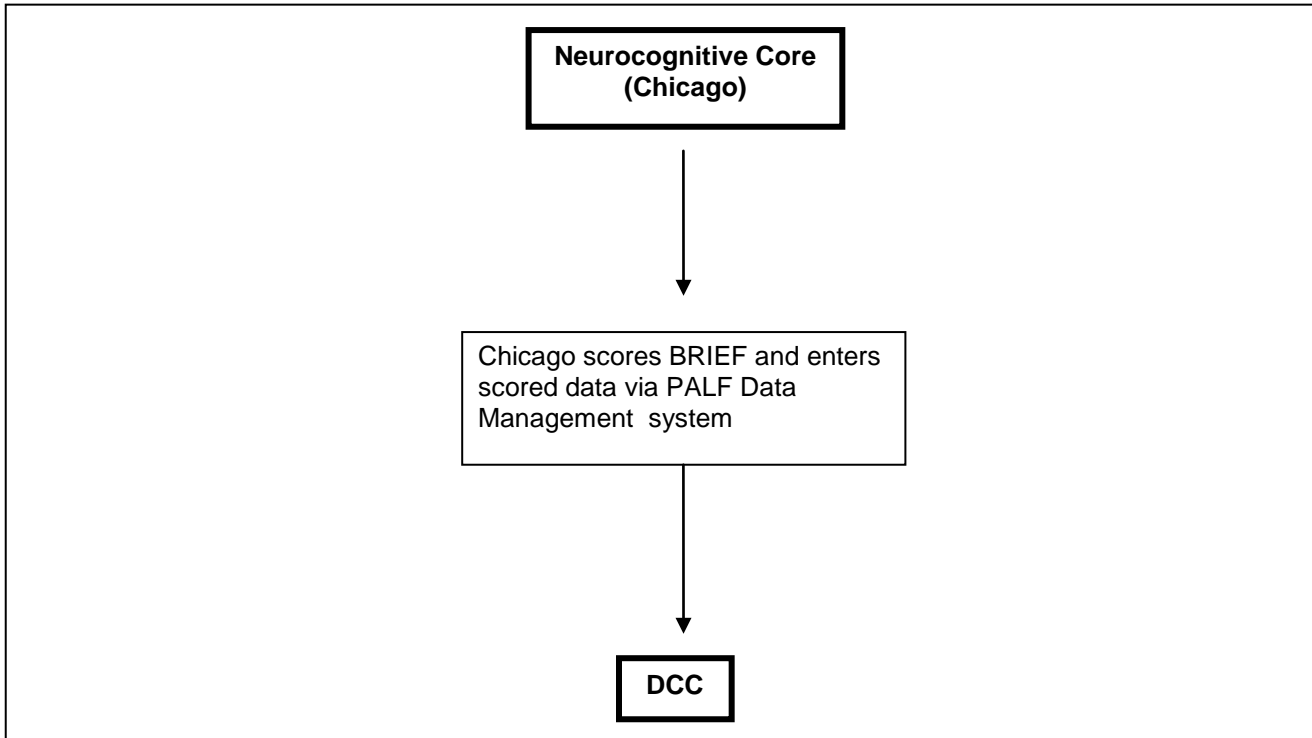 Neurocognitive Core
(Chicago)
Chicago scores BRIEF and enters
scored data via PALF Data
Management  system
DCC